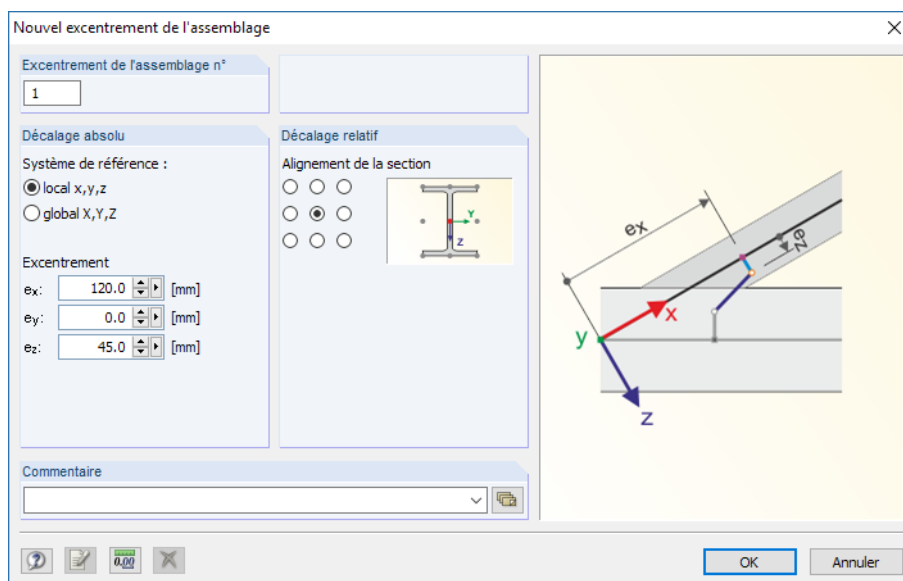 Nouvel excentrement de l'assemblage
Excentrement de l'assemblage n°
1
Décalage absolu
Système de référence :
local x,y,z
global X,Y,Z
Excentrement
ex: 120.0 [mm]
ey: 0.0 [mm]
ez: 45.0 [mm]
Décalage relatif
Alignement de la section
Y
Z
ex
ez
x
y
z
Commentaire
0.00
OK
Annuler